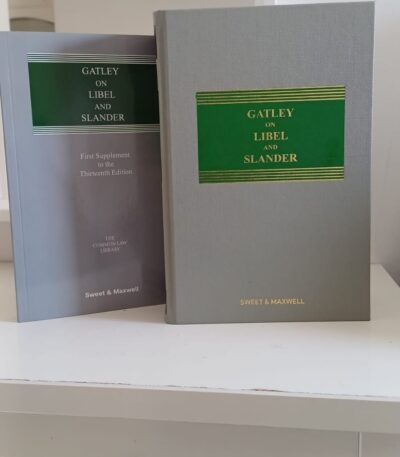 GATLEY
ON
LIBEL
AND
SLANDER
First Supplement
to the
Thirteenth Edition
THE
COMMON LAW
LIBRARY
Sweet & Maxwell
GATLEY
ON
LIBEL
AND
SLANDER
SWEET & MAXWELL